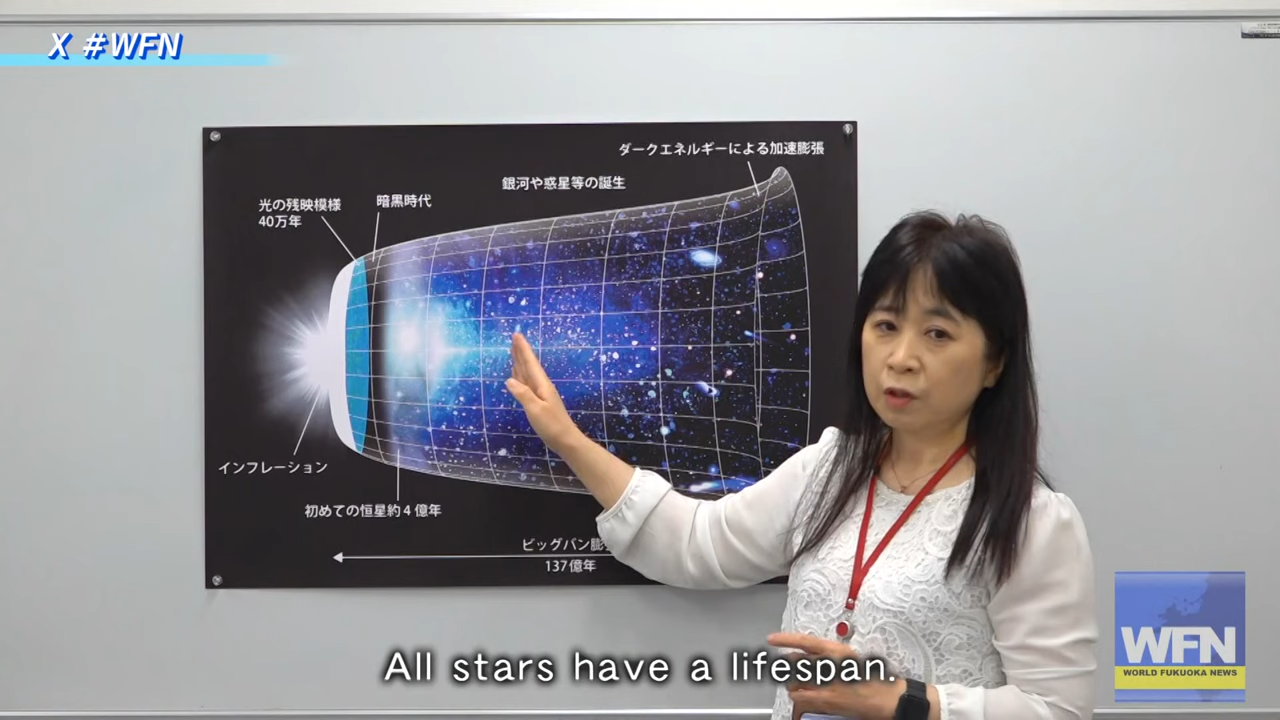 X #WFN
ダークエネルギーによる加速膨張
銀河や惑星等の誕生
暗黒時代
光の残映模様
40万年
インフレーション
初めての恒星約4億年
ビッグバン膨
137億年
All stars have a lifespan.
WFN
WORLD FUKUOKA NEWS